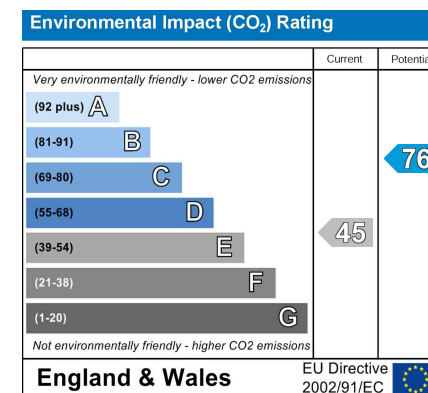 Environmental Impact (CO₂) Rating
Current Potentia
Very environmentally friendly - lower CO2 emissions
(92 plus) A
(81-91) B
(69-80) C
76
(55-68) D
(39-54) E
45
(21-38) F
(1-20) G
Not environmentally friendly - higher CO2 emissions
England & Wales
EU Directive
2002/91/EC